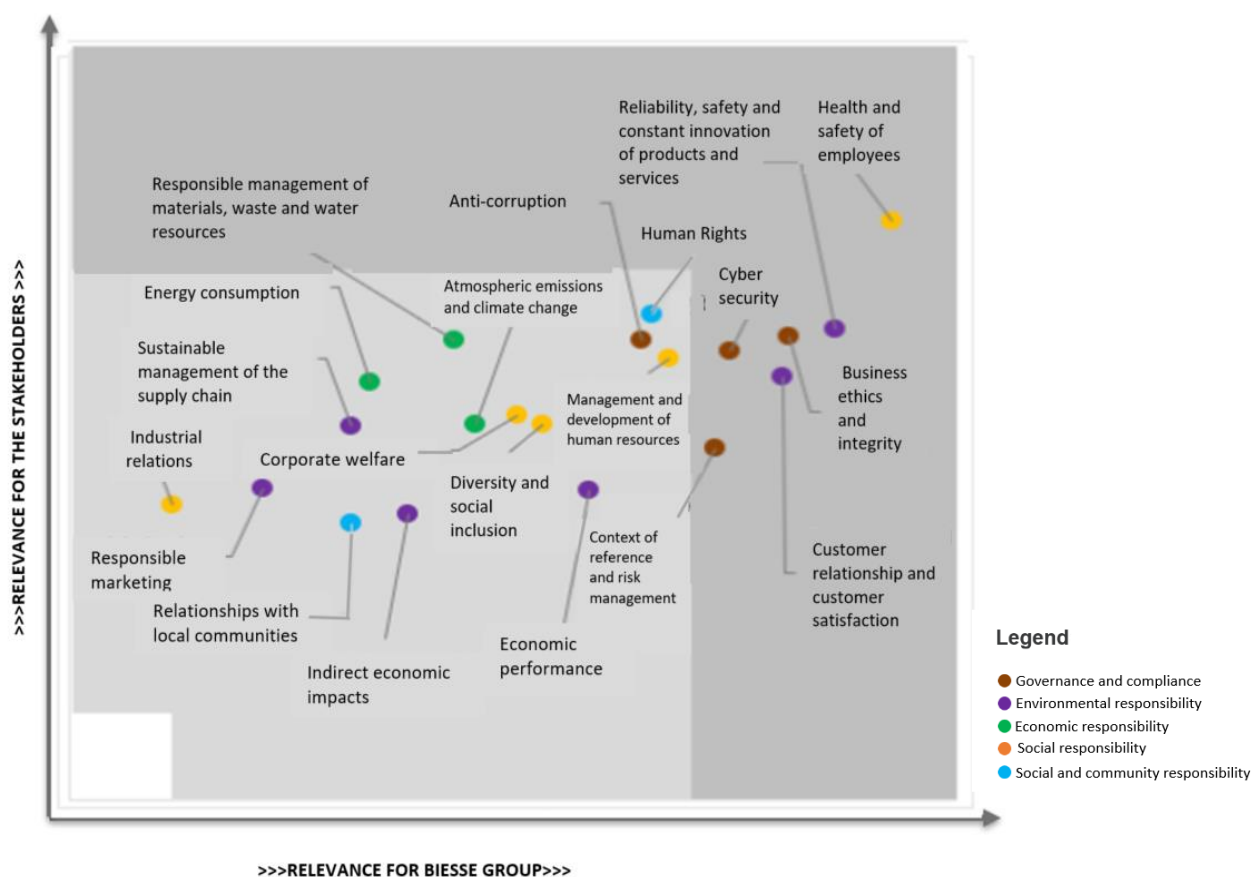 Reliability, safety and
constant innovation
of products and
services
Health and
safety of
employees
Responsible management of
materials, waste and water
resources
Anti-corruption
Human Rights
Cyber
security
Atmospheric emissions
and climate change
Energy consumption
Sustainable
management of the
supply chain
Business
ethics
and
integrity
Management and
development of
human resources
Industrial
relations
Corporate welfare
Diversity and
social
inclusion
Context of
reference
and risk
management
Customer
relationship and
customer
satisfaction
Responsible
marketing
Relationships with
local communities
Economic
performance
Indirect economic
impacts
>>>RELEVANCE FOR THE STAKEHOLDERS >>>
>>>RELEVANCE FOR BIESSE GROUP>>>
Legend
Governance and compliance
Environmental responsibility
Economic responsibility
Social responsibility
Social and community responsibility